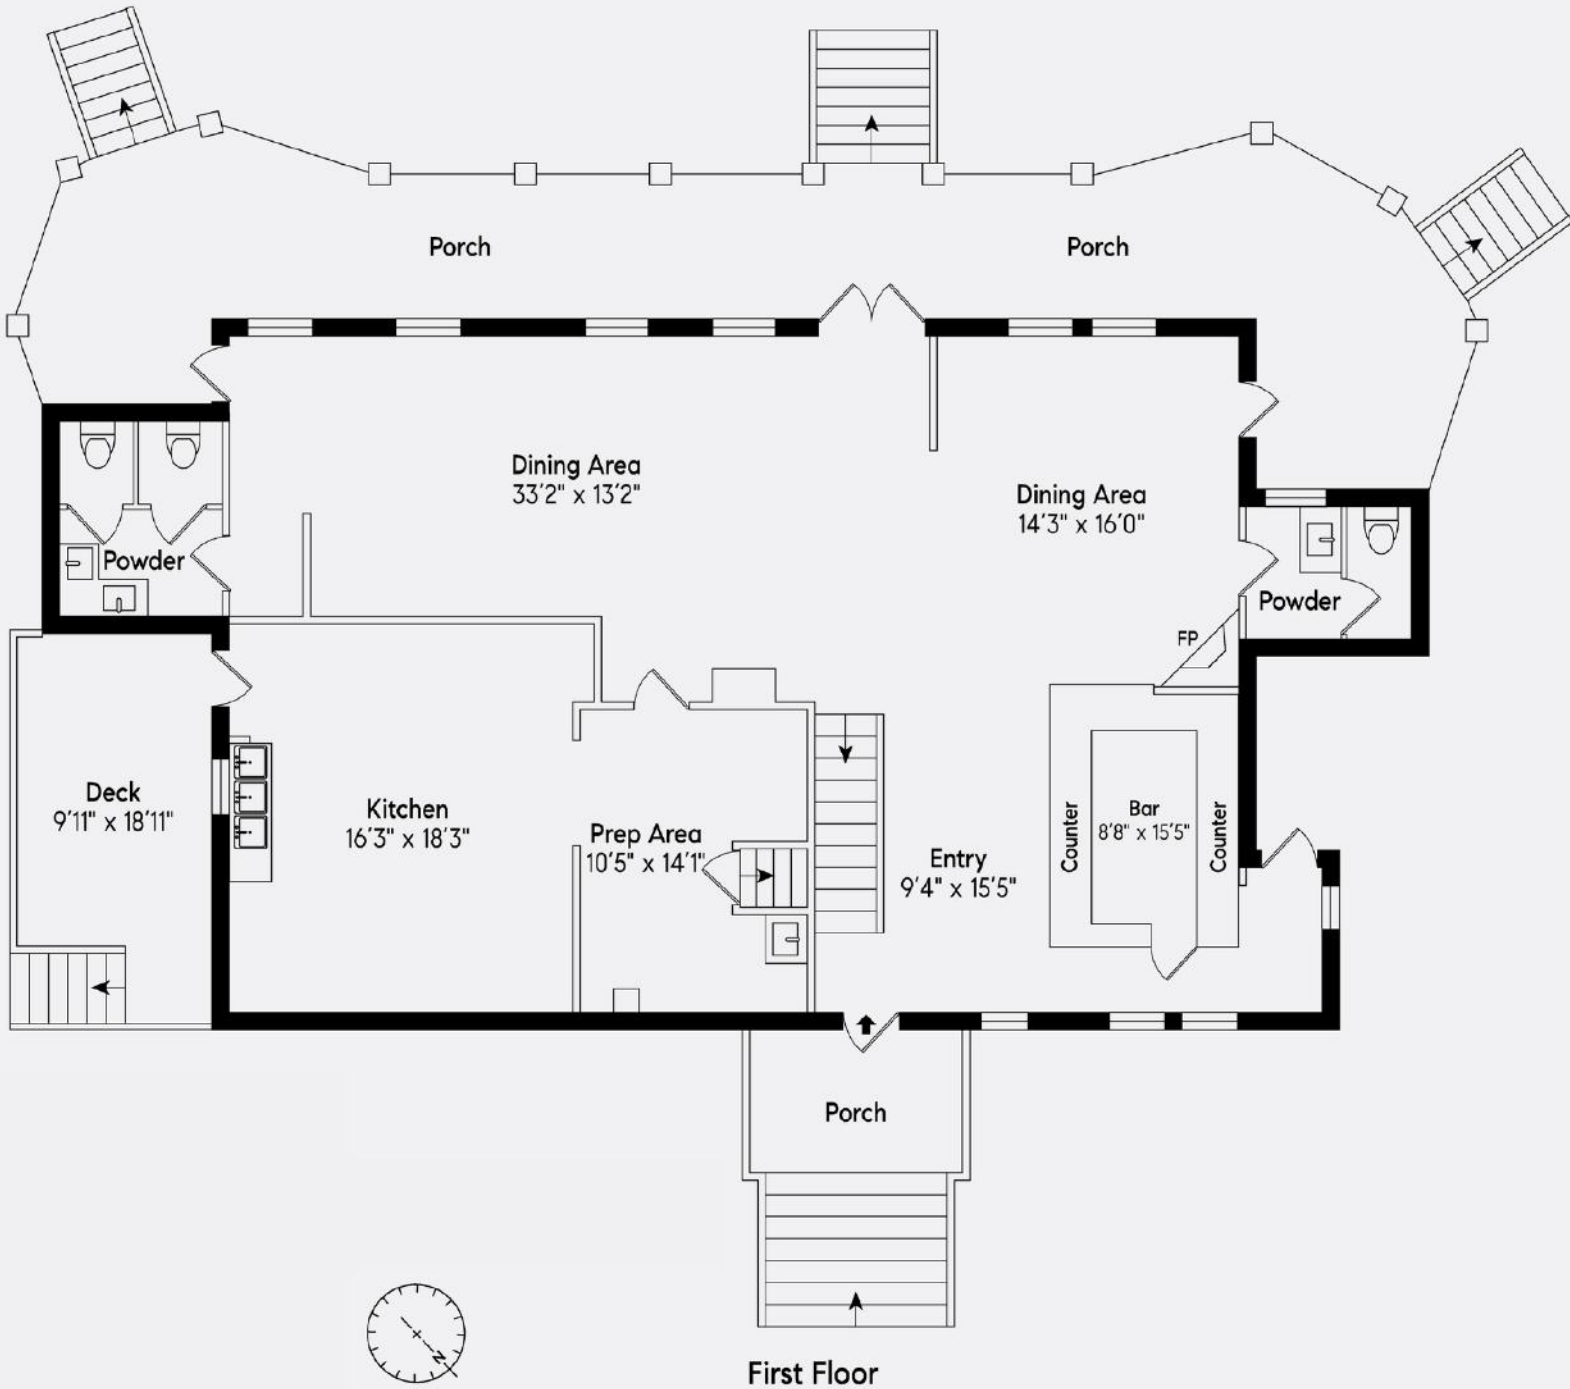 Porch
Porch
Dining Area
33'2" x 13'2"
Dining Area
14'3" x 16'0"
Powder
Powder
FP
Deck
9'11" x 18'11"
Kitchen
16'3" x 18'3"
Prep Area
10'5" x 14'1"
Entry
9'4" x 15'5"
Counter
Bar
8'8" x 15'5"
Counter
Porch
N
First Floor